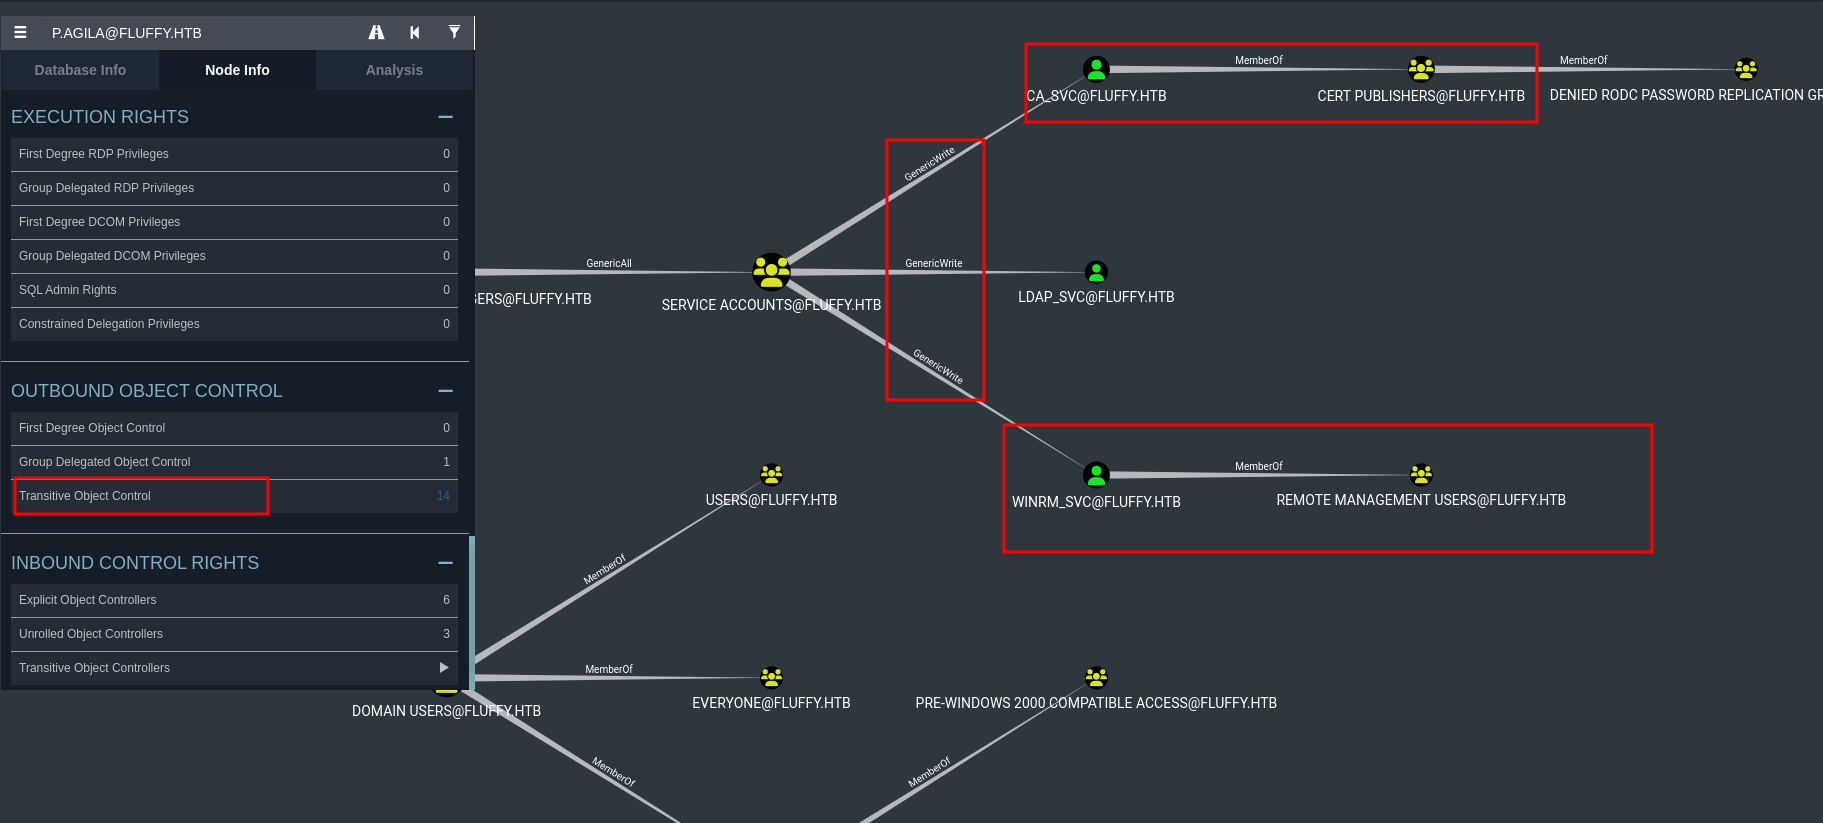 P.AGILA@FLUFFY.HTB
Database Info
Node Info
Analysis
EXECUTION RIGHTS
First Degree RDP Privileges 0
Group Delegated RDP Privileges 0
First Degree DCOM Privileges 0
Group Delegated DCOM Privileges 0
SQL Admin Rights 0
Constrained Delegation Privileges 0
OUTBOUND OBJECT CONTROL
First Degree Object Control 0
Group Delegated Object Control 1
Transitive Object Control 14
INBOUND CONTROL RIGHTS
Explicit Object Controllers 6
Unrolled Object Controllers 3
Transitive Object Controllers
MemberOf
MemberOf
CA_SVC@FLUFFY.HTB
CERT PUBLISHERS@FLUFFY.HTB
DENIED RODC PASSWORD REPLICATION GR
GenericWrite
GenericAll
GenericWrite
ERS@FLUFFY.HTB
SERVICE ACCOUNTS@FLUFFY.HTB
LDAP_SVC@FLUFFY.HTB
GenericWrite
MemberOf
USERS@FLUFFY.HTB
WINRM_SVC@FLUFFY.HTB
REMOTE MANAGEMENT USERS@FLUFFY.HTB
MemberOf
MemberOf
DOMAIN USERS@FLUFFY.HTB
EVERYONE@FLUFFY.HTB
PRE-WINDOWS 2000 COMPATIBLE ACCESS@FLUFFY.HTB
MemberOf
MemberOf